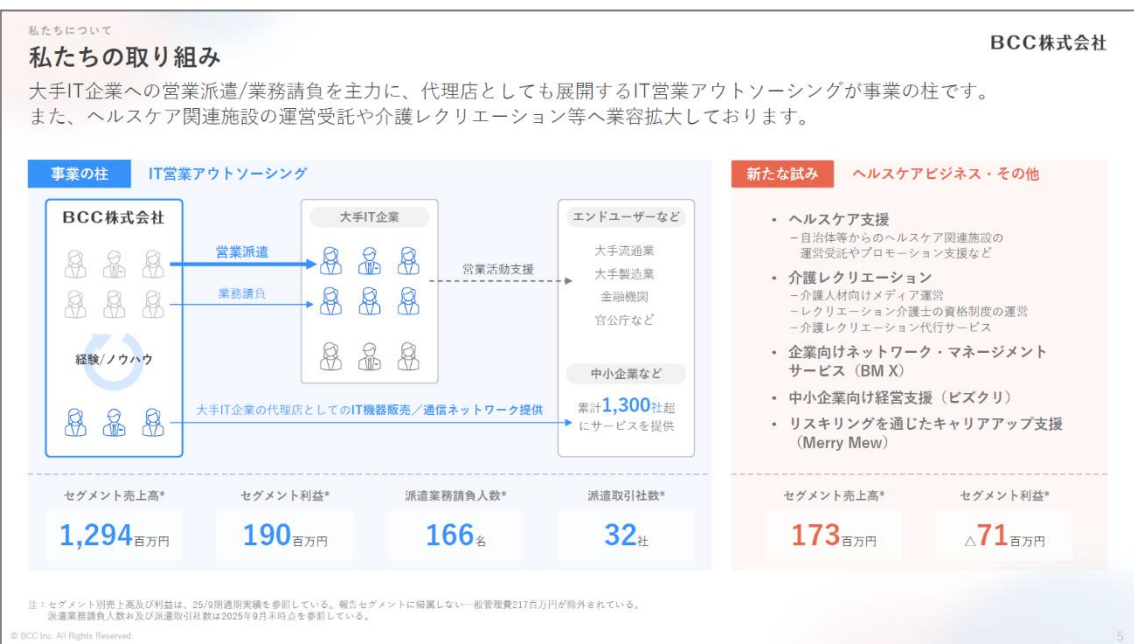 私たちについて
私たちの取り組み
BCC株式会社
大手IT企業への営業派遣/業務請負を主力に、代理店としても展開するIT営業アウトソーシングが事業の柱です。
また、ヘルスケア関連施設の運営受託や介護レクリエーション等へ業容拡大しております。
事業の柱
IT営業アウトソーシング
BCC株式会社
営業派遣
業務請負
経験/ノウハウ
大手IT企業
営業活動支援
エンドユーザーなど
大手流通業
大手製造業
金融機関
官公庁など
大手IT企業の代理店としてのIT機器販売／通信ネットワーク提供
中小企業など
累計1,300社超
にサービスを提供
セグメント売上高*
1,294百万円
セグメント利益*
190百万円
派遣業務請負人数*
166名
派遣取引社数*
32社
新たな試み
ヘルスケアビジネス・その他
・ ヘルスケア支援
－自治体等からのヘルスケア関連施設の
運営受託やプロモーション支援など
・ 介護レクリエーション
－介護人材向けメディア運営
－レクリエーション介護士の資格制度の運営
－介護レクリエーション代行サービス
・ 企業向けネットワーク・マネージメント
サービス（BM X）
・ 中小企業向け経営支援（ビズクリ）
・ リスキリングを通じたキャリアアップ支援
（Merry Mew）
セグメント売上高*
173百万円
セグメント利益*
△71百万円
注：セグメント別売上高及び利益は、25/9期通期実績を参照している。報告セグメントに帰属しない一般管理費217百万円が除外されている。
派遣業務請負人数及び派遣取引社数は2025年9月末時点を参照している。
© BCC Inc. All Rights Reserved.
5